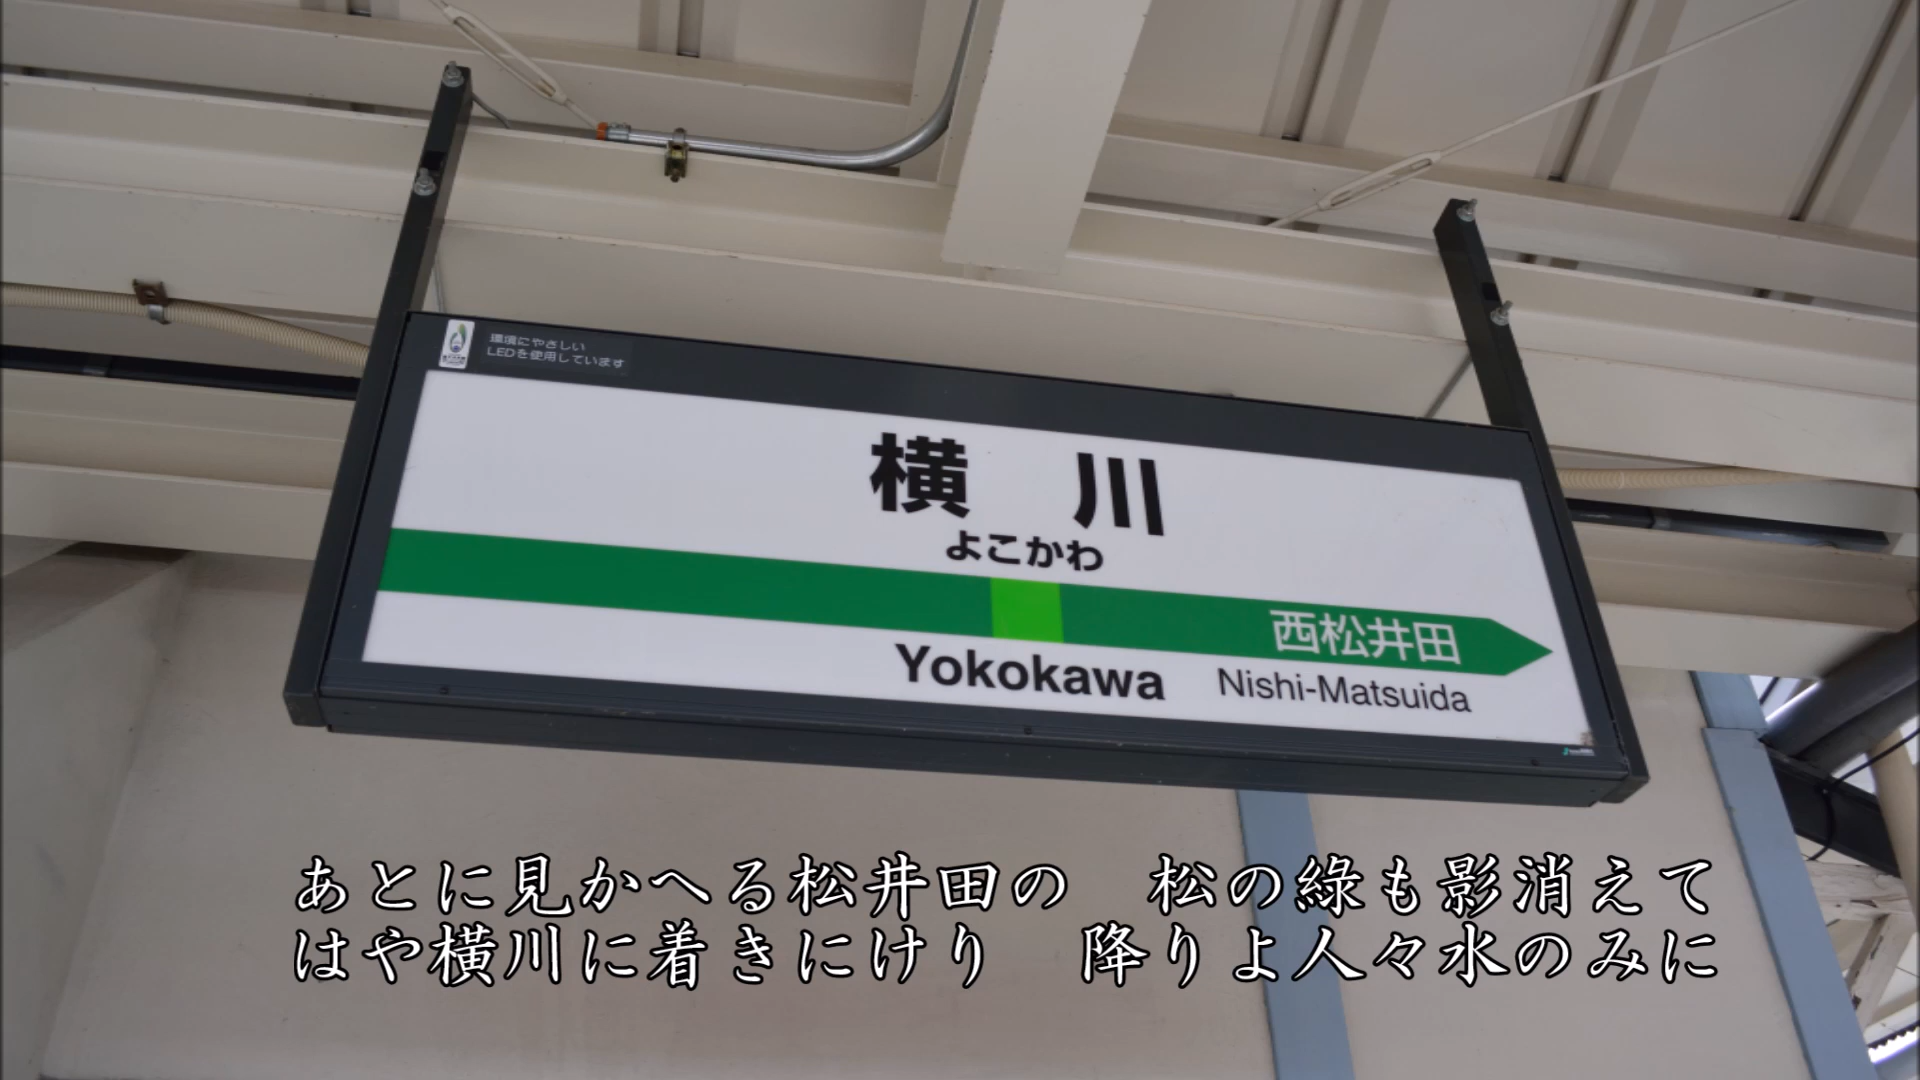 環境にやさしい
LEDを使用しています
横川
よこかわ
西松井田
Yokokawa Nishi-Matsuida
あとに見かへる松井田の 松の綠も影消えて
はや横川に着きにけり 降りよ人々水のみに